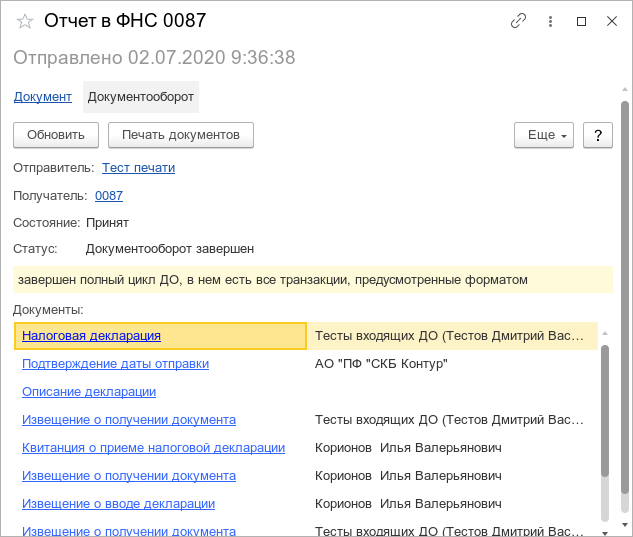 Отчет в ФНС 0087
Отправлено 02.07.2020 9:36:38
Документ Документооборот
Обновить Печать документов Еще ?
Отправитель: Тест печати
Получатель: 0087
Состояние: Принят
Статус: Документооборот завершен
завершен полный цикл ДО, в нем есть все транзакции, предусмотренные форматом
Документы:
Налоговая декларация Тесты входящих ДО (Тестов Дмитрий Вас...
Подтверждение даты отправки АО "ПФ "СКБ Контур"
Описание декларации
Извещение о получении документа Тесты входящих ДО (Тестов Дмитрий Вас...
Квитанция о приеме налоговой декларации Корионов Илья Валерьянович
Извещение о получении документа Корионов Илья Валерьянович
Извещение о вводе декларации Корионов Илья Валерьянович
Извещение о получении документа Тесты входящих ДО (Тестов Дмитрий Вас...